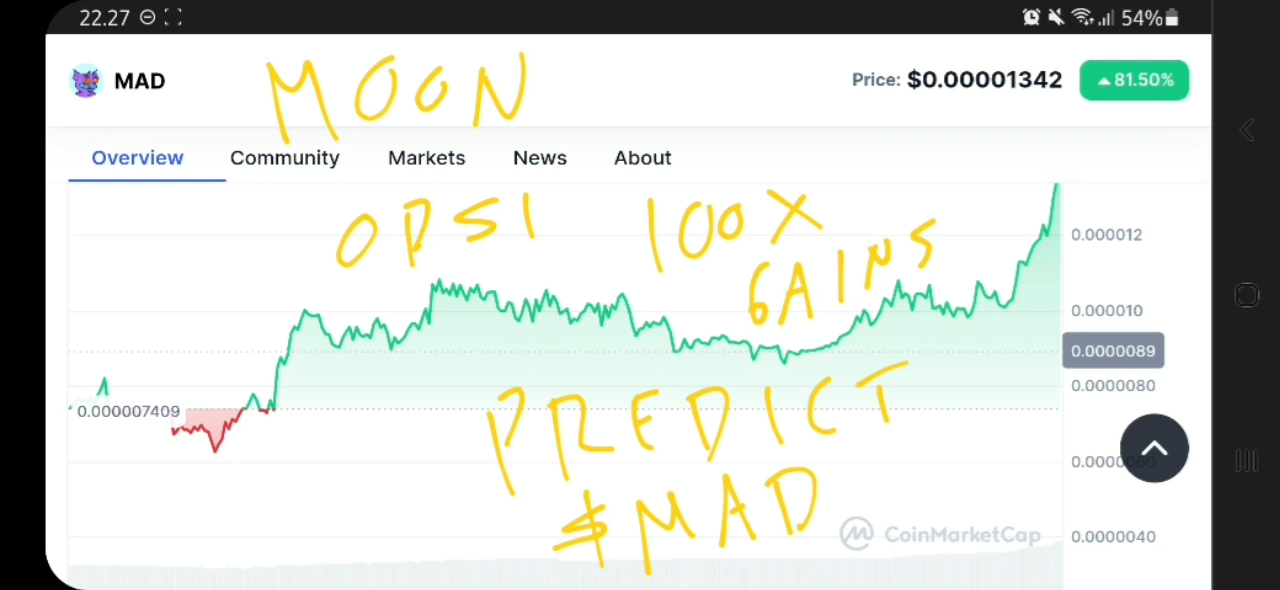 22.27
54%
MAD
Price: $0.00001342
81.50%
MOON
Overview
Community
Markets
News
About
ODSI
100X
GAINS
0.000012
0.000010
0.0000089
0.0000080
0.000007409
PREDICT
$MAD
CoinMarketCap
0.0000040